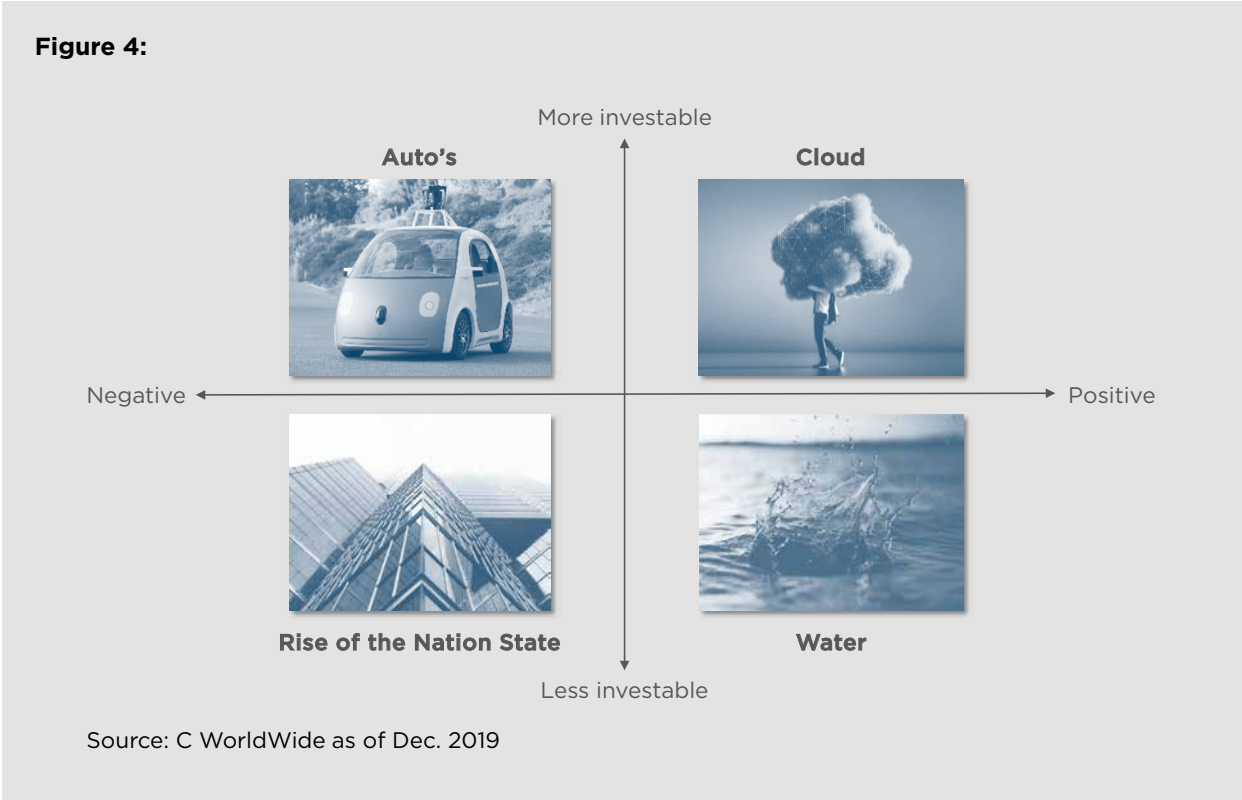 Figure 4:
More investable
Auto's
Cloud
Negative
Positive
Rise of the Nation State
Water
Less investable
Source: C WorldWide as of Dec. 2019